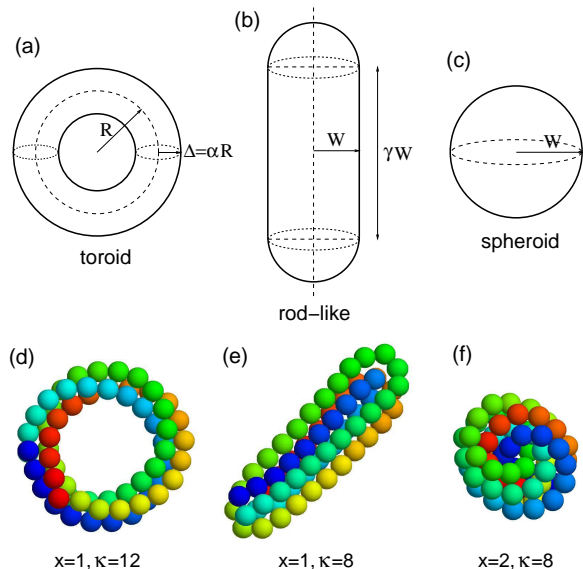 (a)
(b)
(c)
R
Δ=αR
W
γW
W
toroid
rod−like
spheroid
(d)
(e)
(f)
x=1, κ=12
x=1, κ=8
x=2, κ=8